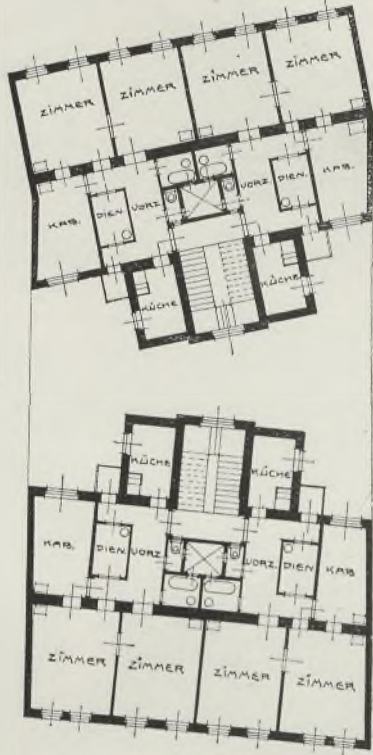 ZIMMER
ZIMMER
ZIMMER
ZIMMER
KAB.
DIEN.
VORZ.
VORZ.
DIEN.
KAB.
KÜCHE
KÜCHE
KÜCHE
KÜCHE
KAB.
DIEN.
VORZ.
VORZ.
DIEN.
KAB
ZIMMER
ZIMMER
ZIMMER
ZIMMER